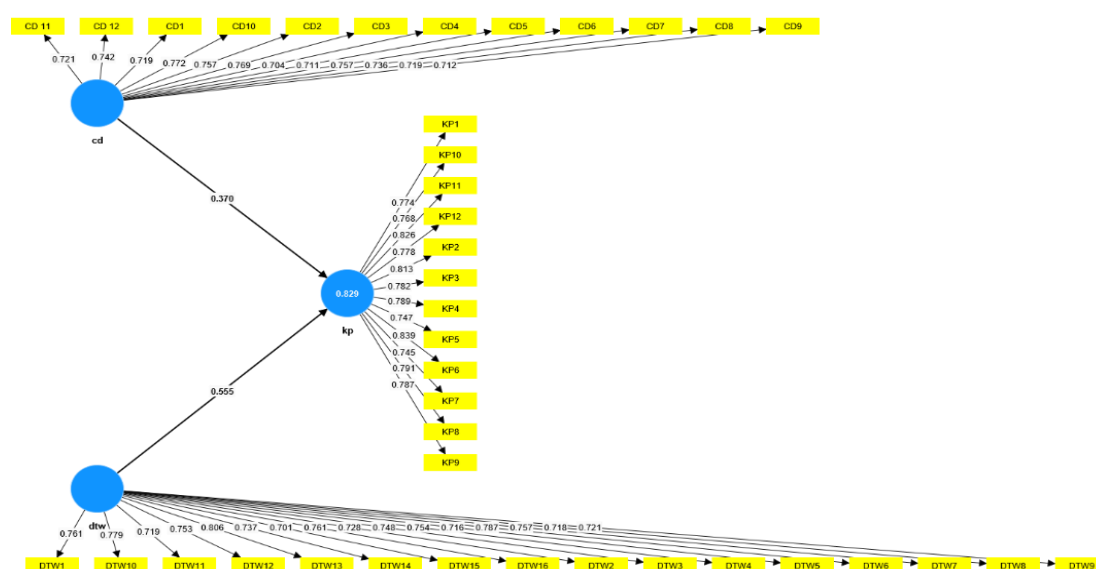 CD 11 CD 12 CD1 CD10 CD2 CD3 CD4 CD5 CD6 CD7 CD8 CD9
0.721 0.742 0.719 0.772 0.757 0.769 0.704 0.711 0.757 0.736 0.719 0.712
cd
KP1
KP10
KP11
0.370
0.774
0.768
KP12
0.826
0.778
KP2
0.813
KP3
0.782
0.829
0.789
KP4
kp
0.747
KP5
0.839
0.745
KP6
0.791
0.787
KP7
0.555
KP8
KP9
dtw
0.761 0.779 0.719 0.753 0.806 0.737 0.701 0.761 0.728 0.748 0.754 0.716 0.787 0.757 0.718 0.721
DTW1 DTW10 DTW11 DTW12 DTW13 DTW14 DTW15 DTW16 DTW2 DTW3 DTW4 DTW5 DTW6 DTW7 DTW8 DTW9